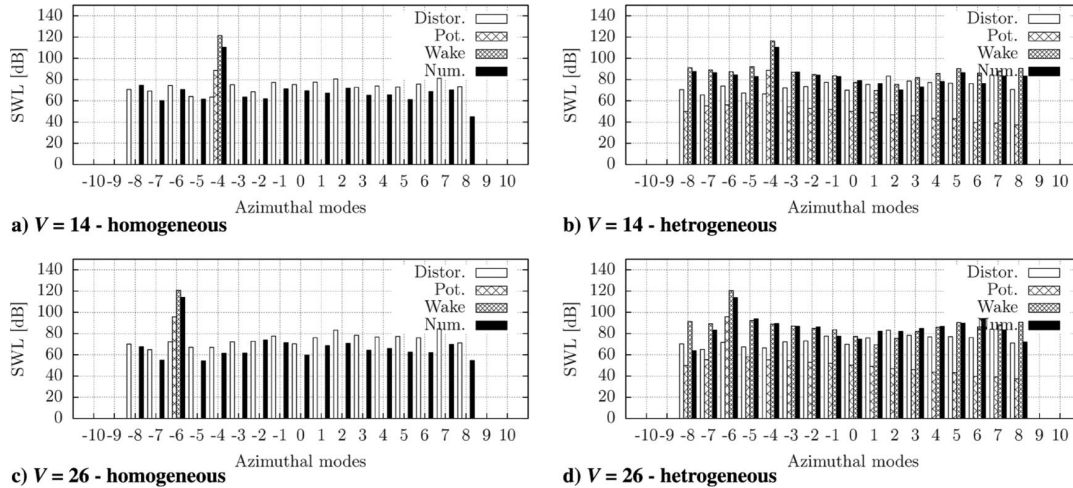 140
120
100
80
60
40
20
0
SWL [dB]
Distor.
Pot.
Wake
Num.
-10 -9 -8 -7 -6 -5 -4 -3 -2 -1 0 1 2 3 4 5 6 7 8 9 10
Azimuthal modes
a) V = 14 - homogeneous
140
120
100
80
60
40
20
0
SWL [dB]
Distor.
Pot.
Wake
Num.
-10 -9 -8 -7 -6 -5 -4 -3 -2 -1 0 1 2 3 4 5 6 7 8 9 10
Azimuthal modes
b) V = 14 - hetrogeneous
140
120
100
80
60
40
20
0
SWL [dB]
Distor.
Pot.
Wake
Num.
-10 -9 -8 -7 -6 -5 -4 -3 -2 -1 0 1 2 3 4 5 6 7 8 9 10
Azimuthal modes
c) V = 26 - homogeneous
140
120
100
80
60
40
20
0
SWL [dB]
Distor.
Pot.
Wake
Num.
-10 -9 -8 -7 -6 -5 -4 -3 -2 -1 0 1 2 3 4 5 6 7 8 9 10
Azimuthal modes
d) V = 26 - hetrogeneous